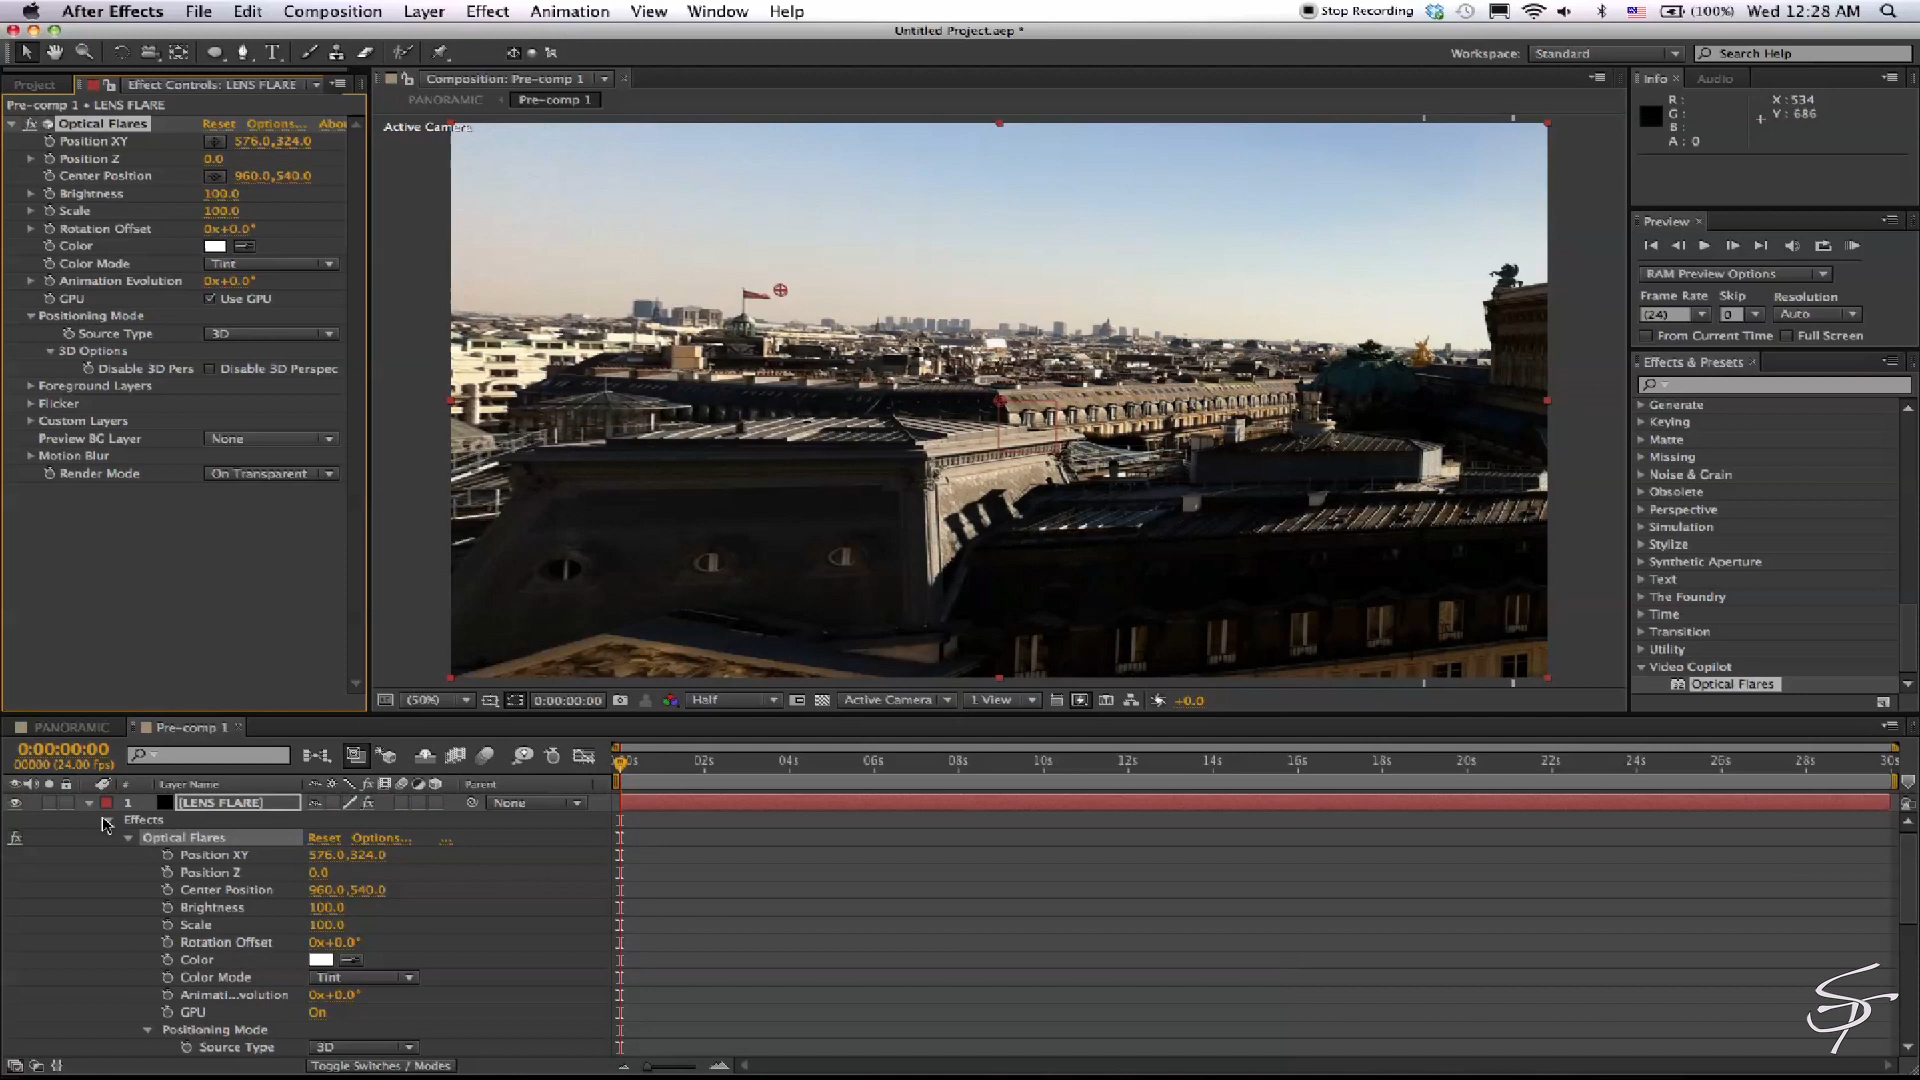 After Effects File Edit Composition Layer Effect Animation View Window Help Stop Recording (100%) Wed 12:28 AM
Untitled Project.aep *
Workspace: Standard Search Help
Project Effect Controls: LENS FLARE
Pre-comp 1 • LENS FLARE
Optical Flares Reset Options... Abou
Position XY 576.0,324.0
Position Z 0.0
Center Position 960.0,540.0
Brightness 100.0
Scale 100.0
Rotation Offset 0x+0.0°
Color
Color Mode Tint
Animation Evolution 0x+0.0°
GPU Use GPU
Positioning Mode
Source Type 3D
3D Options
Disable 3D Pers Disable 3D Perspec
Foreground Layers
Flicker
Custom Layers
Preview BG Layer None
Motion Blur
Render Mode On Transparent
Composition: Pre-comp 1
PANORAMIC Pre-comp 1
Active Camera
(50%) 0:00:00:00 Half Active Camera 1 View +0.0
Info Audio
R: X: 534
G: Y: 686
B:
A: 0
Preview
RAM Preview Options
Frame Rate Skip Resolution
(24) 0 Auto
From Current Time Full Screen
Effects & Presets
Generate
Keying
Matte
Missing
Noise & Grain
Obsolete
Perspective
Simulation
Stylize
Synthetic Aperture
Text
The Foundry
Time
Transition
Utility
Video Copilot
Optical Flares
PANORAMIC Pre-comp 1
0:00:00:00
00000 (24.00 fps)
02s 04s 06s 08s 10s 12s 14s 16s 18s 20s 22s 24s 26s 28s 30s
# Layer Name Parent
1 [LENS FLARE] None
Effects
Optical Flares Reset Options... ...
Position XY 576.0,324.0
Position Z 0.0
Center Position 960.0,540.0
Brightness 100.0
Scale 100.0
Rotation Offset 0x+0.0°
Color
Color Mode Tint
Animati...volution 0x+0.0°
GPU On
Positioning Mode
Source Type 3D
Toggle Switches / Modes